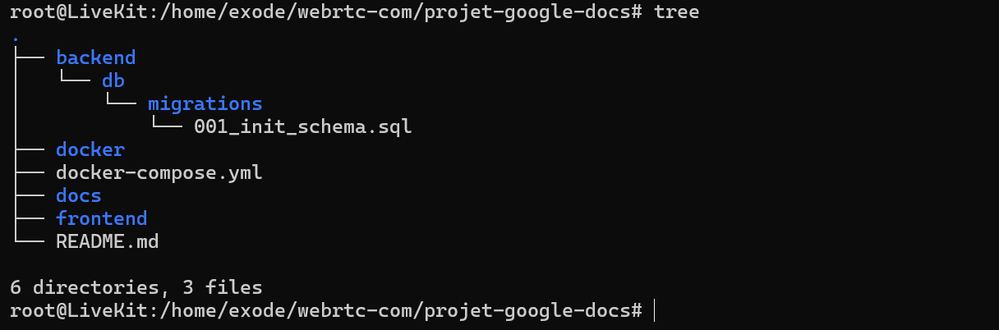 root@LiveKit:/home/exode/webrtc-com/projet-google-docs# tree
.
├── backend
│   └── db
│       └── migrations
│           └── 001_init_schema.sql
├── docker
├── docker-compose.yml
├── docs
├── frontend
└── README.md
6 directories, 3 files
root@LiveKit:/home/exode/webrtc-com/projet-google-docs#